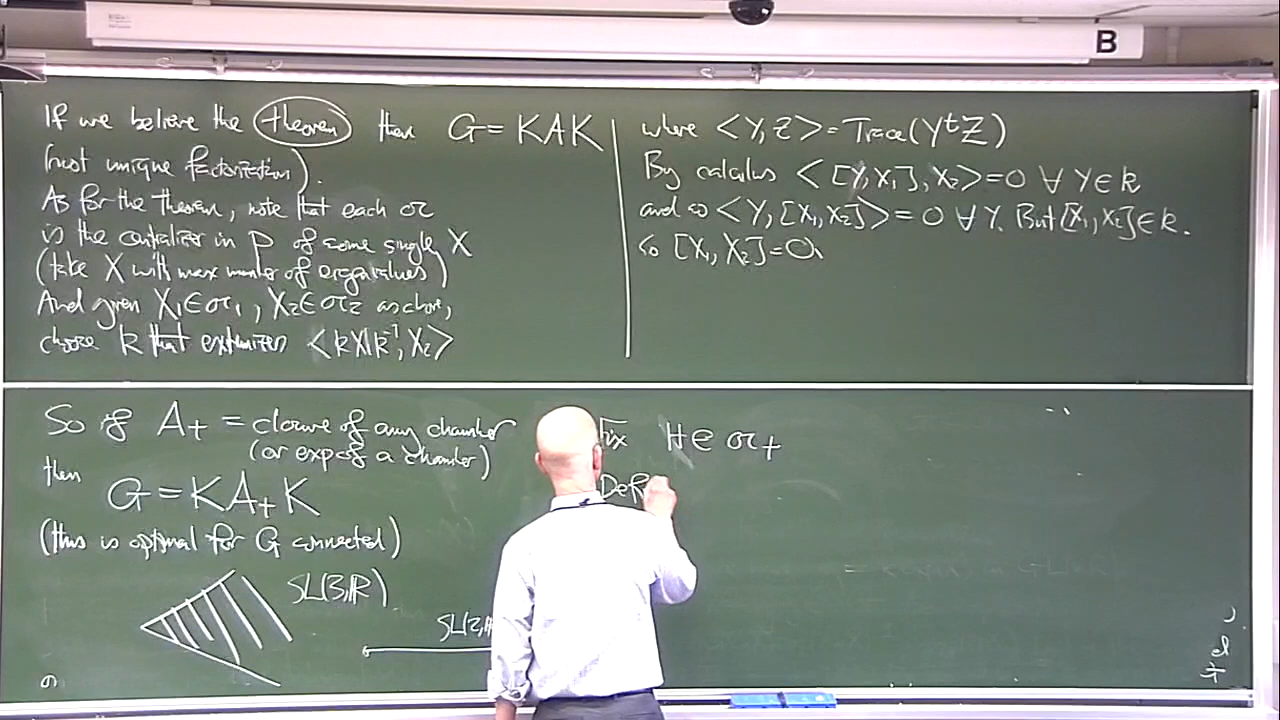 B
If we believe the theorem then G = KAK
(not unique factorization).
As for the theorem, note that each 𝔞
is the centralizer in p of some single X
(take X with max number of eigenvalues)
And given X₁ ∈ 𝔞₁, X₂ ∈ 𝔞₂ as above,
choose k that extremizes <kX₁k⁻¹, X₂>
where <Y, Z> = Trace(YᵗZ)
By calculus <[Y, X₁], X₂> = 0 ∀ Y ∈ k
and so <Y, [X₁, X₂]> = 0 ∀ Y. But [X₁, X₂] ∈ k.
So [X₁, X₂] = 0.
So if A₊ = closure of any chamber
(or exp of a chamber)
then
G = KA₊K
(this is optimal for G connected)
SL(3,ℝ)
SL(2,
Fix H ∈ 𝔞₊
Def